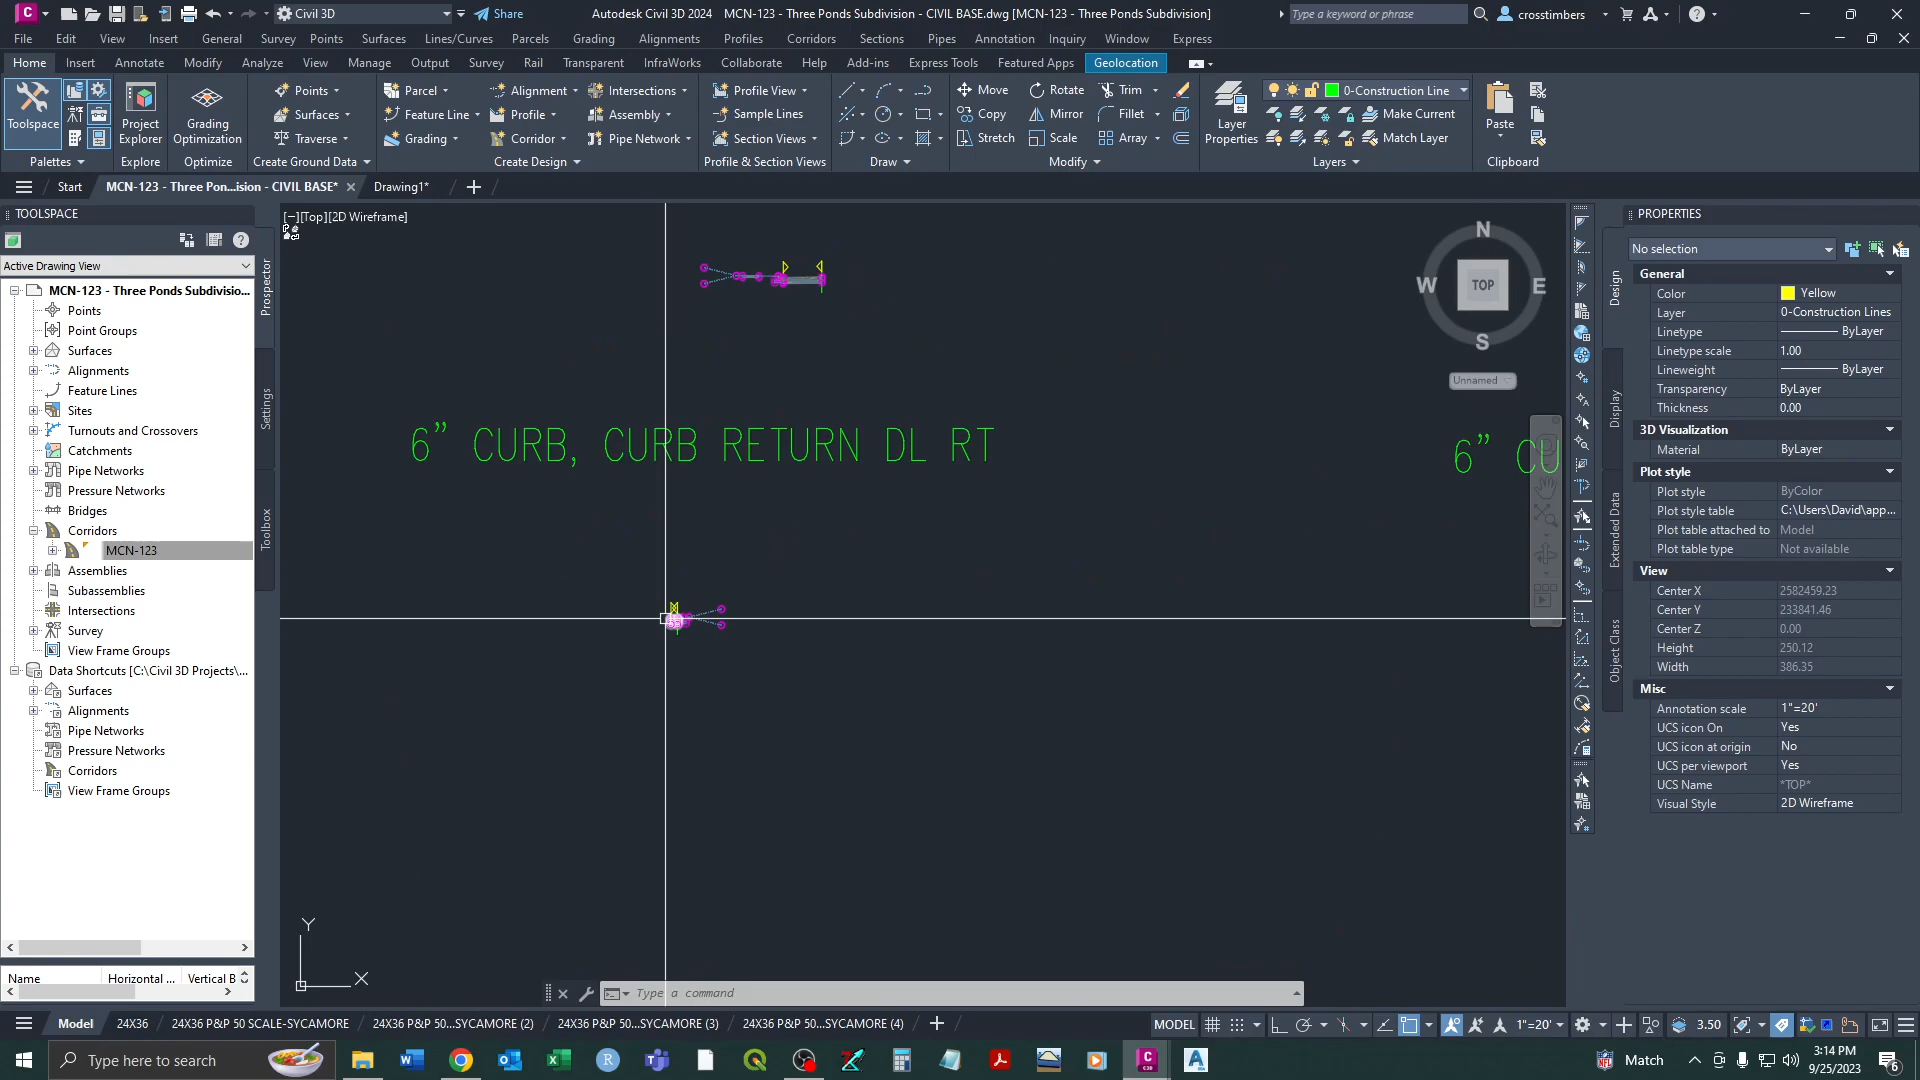 Civil 3D
Share
Autodesk Civil 3D 2024
MCN-123 - Three Ponds Subdivision - CIVIL BASE.dwg [MCN-123 - Three Ponds Subdivision]
Type a keyword or phrase
crosstimbers
File Edit View Insert General Survey Points Surfaces Lines/Curves Parcels Grading Alignments Profiles Corridors Sections Pipes Annotation Inquiry Window Express
Home Insert Annotate Modify Analyze View Manage Output Survey Rail Transparent InfraWorks Collaborate Help Add-ins Express Tools Featured Apps Geolocation
Toolspace
Palettes
Project Explorer
Explore
Grading Optimization
Optimize
Points
Surfaces
Traverse
Create Ground Data
Parcel
Feature Line
Grading
Alignment
Profile
Corridor
Intersections
Assembly
Pipe Network
Create Design
Profile View
Sample Lines
Section Views
Profile & Section Views
Draw
Move
Copy
Stretch
Rotate
Mirror
Scale
Trim
Fillet
Array
Modify
Layer Properties
0-Construction Line
Make Current
Match Layer
Layers
Paste
Clipboard
Start
MCN-123 - Three Pon...ision - CIVIL BASE*
Drawing1*
TOOLSPACE
Active Drawing View
MCN-123 - Three Ponds Subdivisio...
Points
Point Groups
Surfaces
Alignments
Feature Lines
Sites
Turnouts and Crossovers
Catchments
Pipe Networks
Pressure Networks
Bridges
Corridors
MCN-123
Assemblies
Subassemblies
Intersections
Survey
View Frame Groups
Data Shortcuts [C:\Civil 3D Projects\...
Surfaces
Alignments
Pipe Networks
Pressure Networks
Corridors
View Frame Groups
Name Horizontal ... Vertical B
Prospector
Settings
Toolbox
[−][Top][2D Wireframe]
6” CURB, CURB RETURN DL RT
6” CU
N
W TOP E
S
Unnamed
Y
X
Type a command
PROPERTIES
No selection
Design
Display
Extended Data
Object Class
General
Color Yellow
Layer 0-Construction Lines
Linetype ByLayer
Linetype scale 1.00
Lineweight ByLayer
Transparency ByLayer
Thickness 0.00
3D Visualization
Material ByLayer
Plot style
Plot style ByColor
Plot style table C:\Users\David\app...
Plot table attached to Model
Plot table type Not available
View
Center X 2582459.23
Center Y 233841.46
Center Z 0.00
Height 250.12
Width 386.35
Misc
Annotation scale 1"=20'
UCS icon On Yes
UCS icon at origin No
UCS per viewport Yes
UCS Name *TOP*
Visual Style 2D Wireframe
Model 24X36 24X36 P&P 50 SCALE-SYCAMORE 24X36 P&P 50...SYCAMORE (2) 24X36 P&P 50...SYCAMORE (3) 24X36 P&P 50...SYCAMORE (4)
MODEL
1"=20'
3.50
Type here to search
Match
3:14 PM
9/25/2023
6